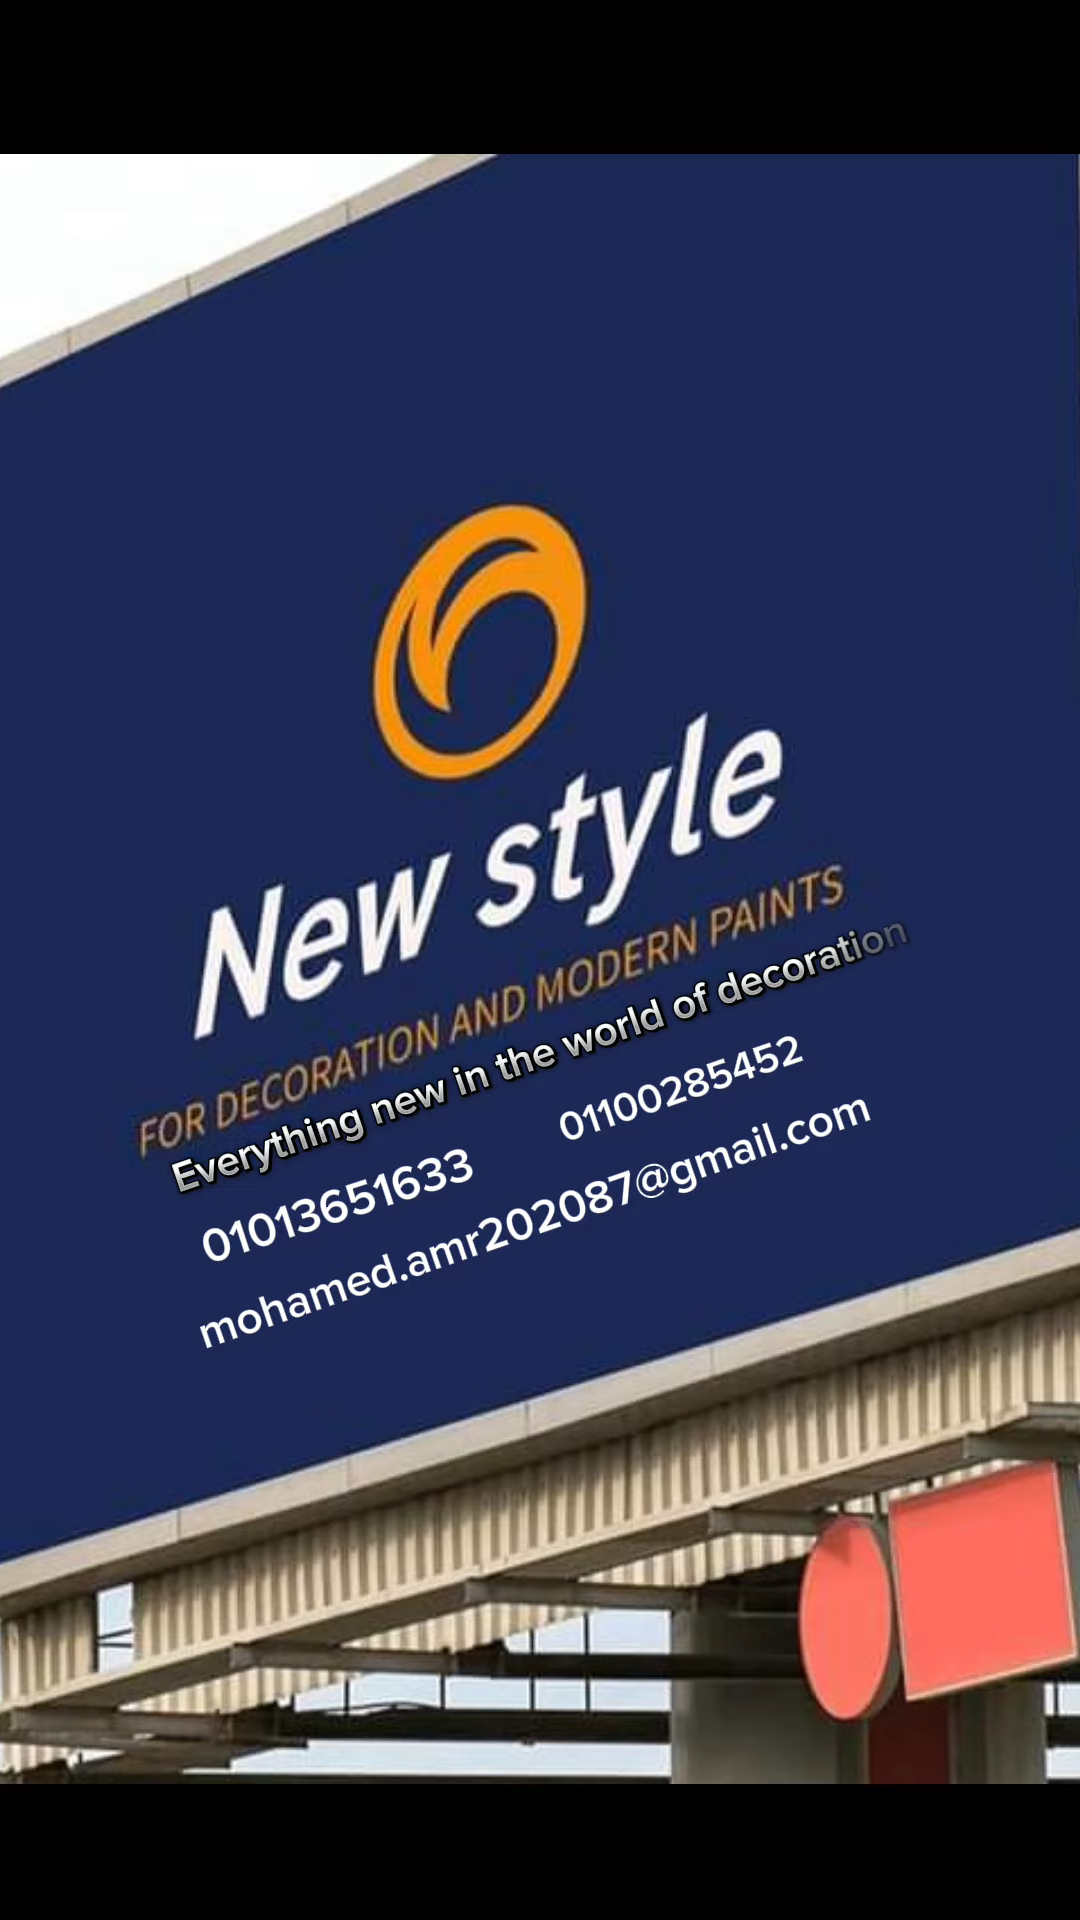 New style
FOR DECORATION AND MODERN PAINTS
Everything new in the world of decoration
01100285452
01013651633
mohamed.amr202087@gmail.com